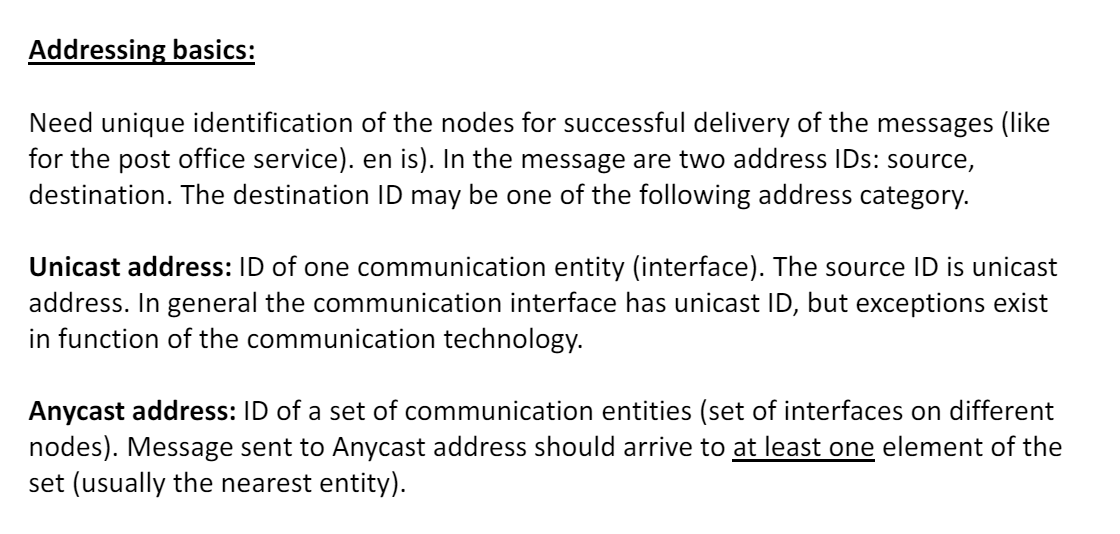 Addressing basics:
Need unique identification of the nodes for successful delivery of the messages (like
for the post office service). en is). In the message are two address IDs: source,
destination. The destination ID may be one of the following address category.
Unicast address: ID of one communication entity (interface). The source ID is unicast
address. In general the communication interface has unicast ID, but exceptions exist
in function of the communication technology.
Anycast address: ID of a set of communication entities (set of interfaces on different
nodes). Message sent to Anycast address should arrive to at least one element of the
set (usually the nearest entity).